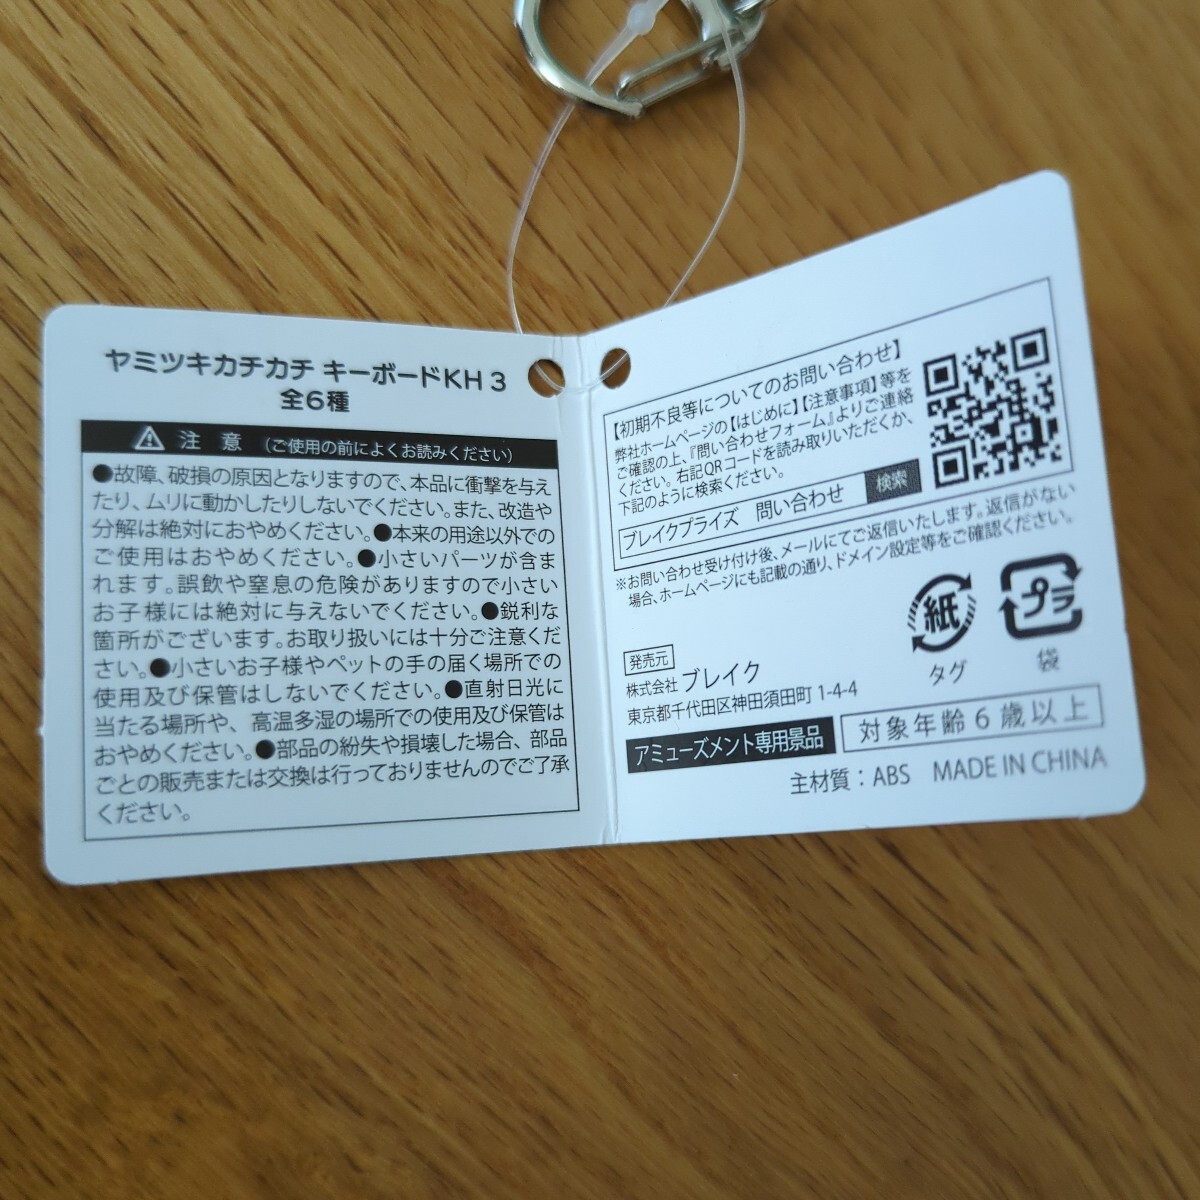 ヤミツキカチカチ キーボードKH 3
全6種
注 意 (ご使用の前によくお読みください)
●故障、破損の原因となりますので、本品に衝撃を与え
たり、ムリに動かしたりしないでください。また、改造や
分解は絶対におやめください。●本来の用途以外での
ご使用はおやめください。●小さいパーツが含ま
れます。誤飲や窒息の危険がありますので小さい
お子様には絶対に与えないでください。●鋭利な
箇所がございます。お取り扱いには十分ご注意くだ
さい。●小さいお子様やペットの手の届く場所での
使用及び保管はしないでください。●直射日光に
当たる場所や、高温多湿の場所での使用及び保管は
おやめください。●部品の紛失や損壊した場合、部品
ごとの販売または交換は行っておりませんのでご了承
ください。
【初期不良等についてのお問い合わせ】
弊社ホームページの【はじめに】【注意事項】等を
ご確認の上、『問い合わせフォーム』よりご連絡
ください。右記QRコードを読み取りいただくか、
下記のように検索ください。
ブレイクプライズ 問い合わせ 検索
※お問い合わせ受け付け後、メールにてご返信いたします。返信がない
場合、ホームページにも記載の通り、ドメイン設定等をご確認ください。
紙
タグ
プラ
袋
発売元
株式会社 ブレイク
東京都千代田区神田須田町 1-4-4
アミューズメント専用景品
対象年齢6歳以上
主材質：ABS MADE IN CHINA